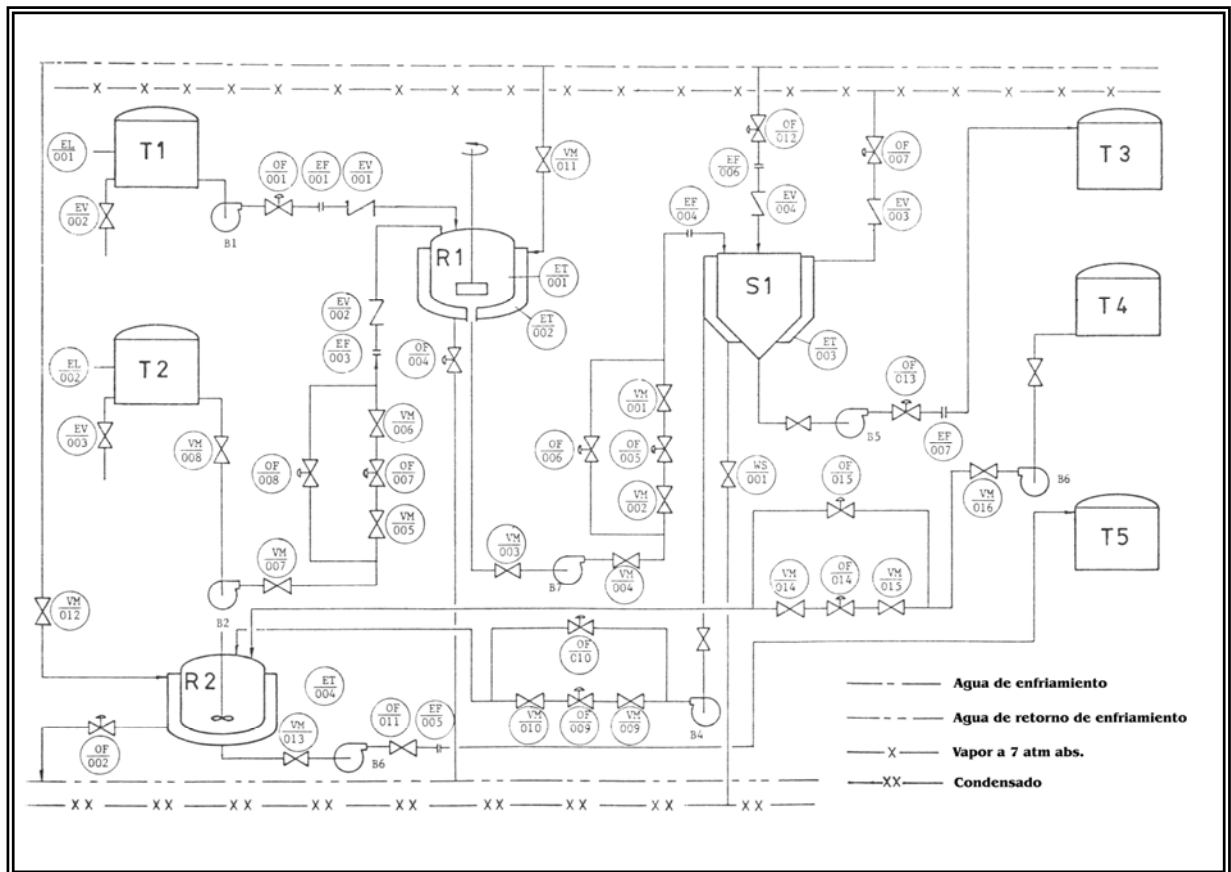 T1
EL 001
OF 001
EF 001
EV 001
EV 002
B1
VM 011
OF 012
EF 006
EV 004
OF 007
EV 003
T3
EF 004
R1
ET 001
ET 002
S1
ET 003
T4
EV 002
EF 003
OF 004
T2
EL 002
EV 003
VM 008
OF 008
VM 006
OF 007
VM 005
VM 007
B2
VM 001
OF 006
OF 005
VM 002
WS 001
VM 003
B7
VM 004
OF 013
B5
EF 007
OF 015
VM 016
B6
T5
VM 014
OF 014
VM 015
VM 012
R2
ET 004
OF 002
VM 013
OF 011
EF 005
B6
OF 010
VM 010
OF 009
VM 009
B4
Agua de enfriamiento
Agua de retorno de enfriamiento
X Vapor a 7 atm abs.
XX Condensado